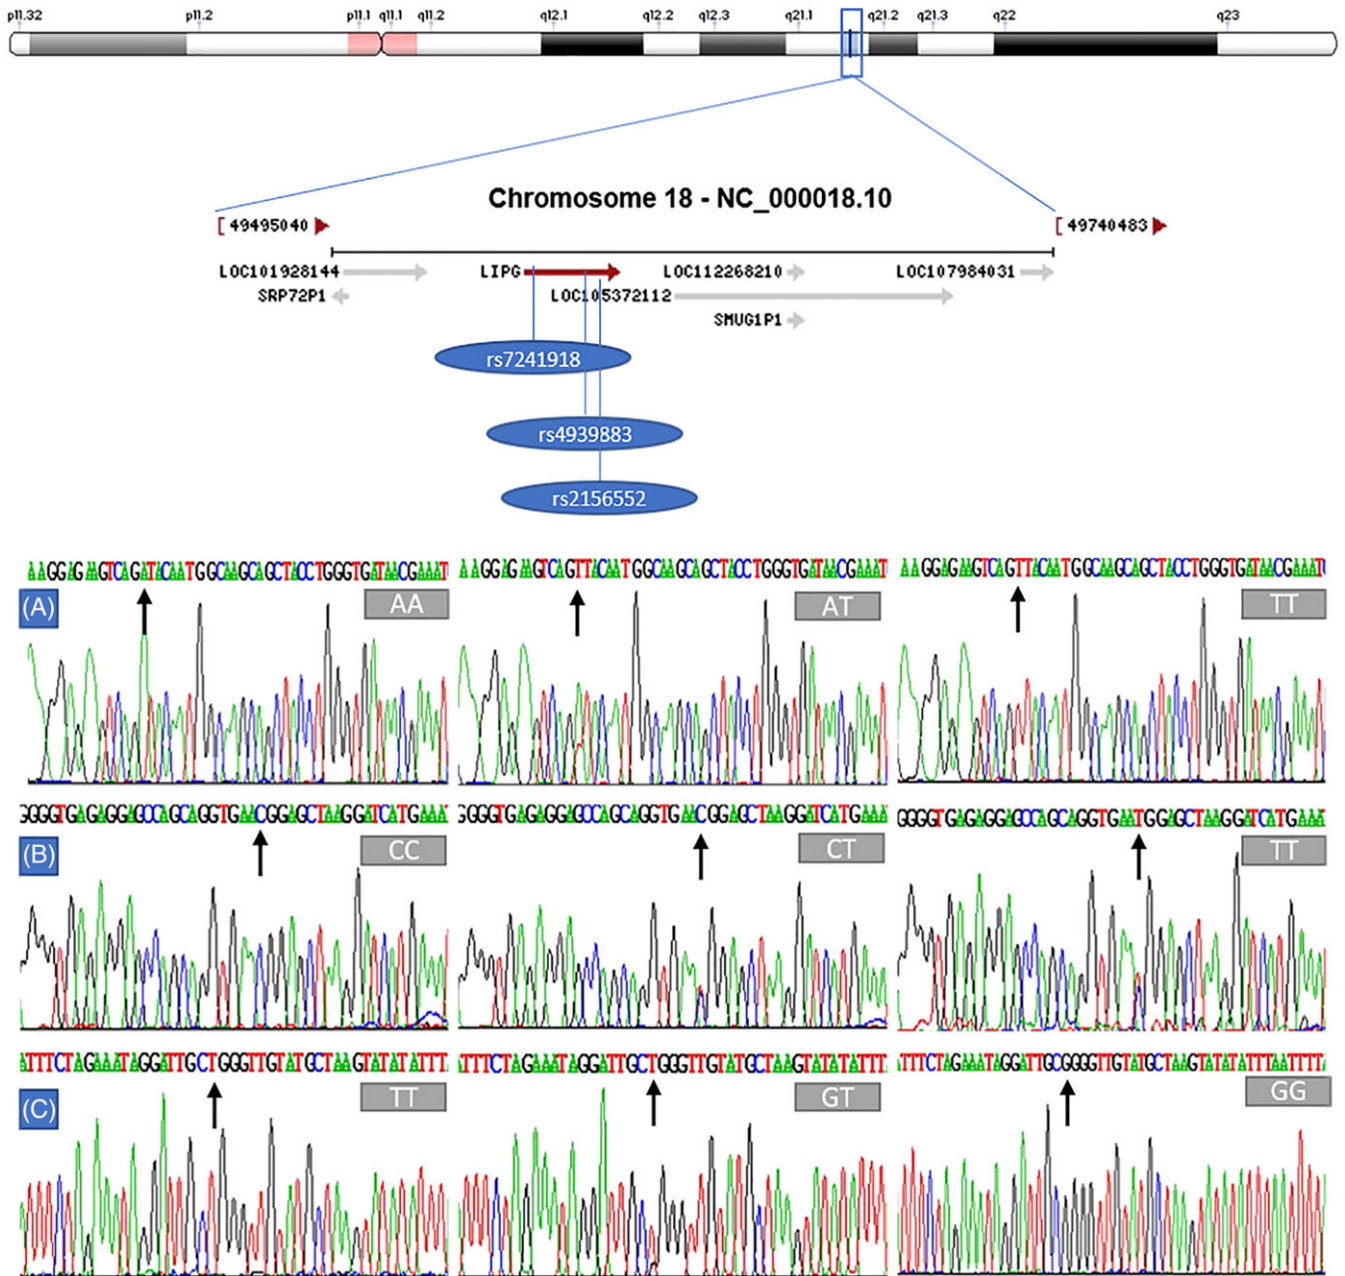 p11.32 p11.2 p11.1 q11.1 q11.2 q12.1 q12.2 q12.3 q21.1 q21.2 q21.3 q22 q23
Chromosome 18 - NC_000018.10
[ 49495040 [ 49740483
LOC101928144 LIPG LOC112268210 LOC107984031
SRP72P1 LOC105372112
SMUG1P1
rs7241918
rs4939883
rs2156552
AAGGAGAAGTCAGATACAATGGCAAGCAGCTACCTGGGTGATAACGAAAT AAGGAGAAGTCAGTTACAATGGCAAGCAGCTACCTGGGTGATAACGAAAT AAGGAGAAGTCAGTTACAATGGCAAGCAGCTACCTGGGTGATAACGAAAT
(A) AA AT TT
GGGGTGAGAGGAGCCAGCAGGTGAACGGAGCTAAGGATCATGAAA GGGGTGAGAGGAGCCAGCAGGTGAACGGAGCTAAGGATCATGAAA GGGGTGAGAGGAGCCAGCAGGTGAATGGAGCTAAGGATCATGAAA
(B) CC CT TT
ATTTCTAGAAATAGGATTGCTGGGTTGTATGCTAAGTATATATTT TTTCTAGAAATAGGATTGCTGGGTTGTATGCTAAGTATATATTT TTTCTAGAAATAGGATTGCGGGGTTGTATGCTAAGTATATATTTAATTTT
(C) TT GT GG